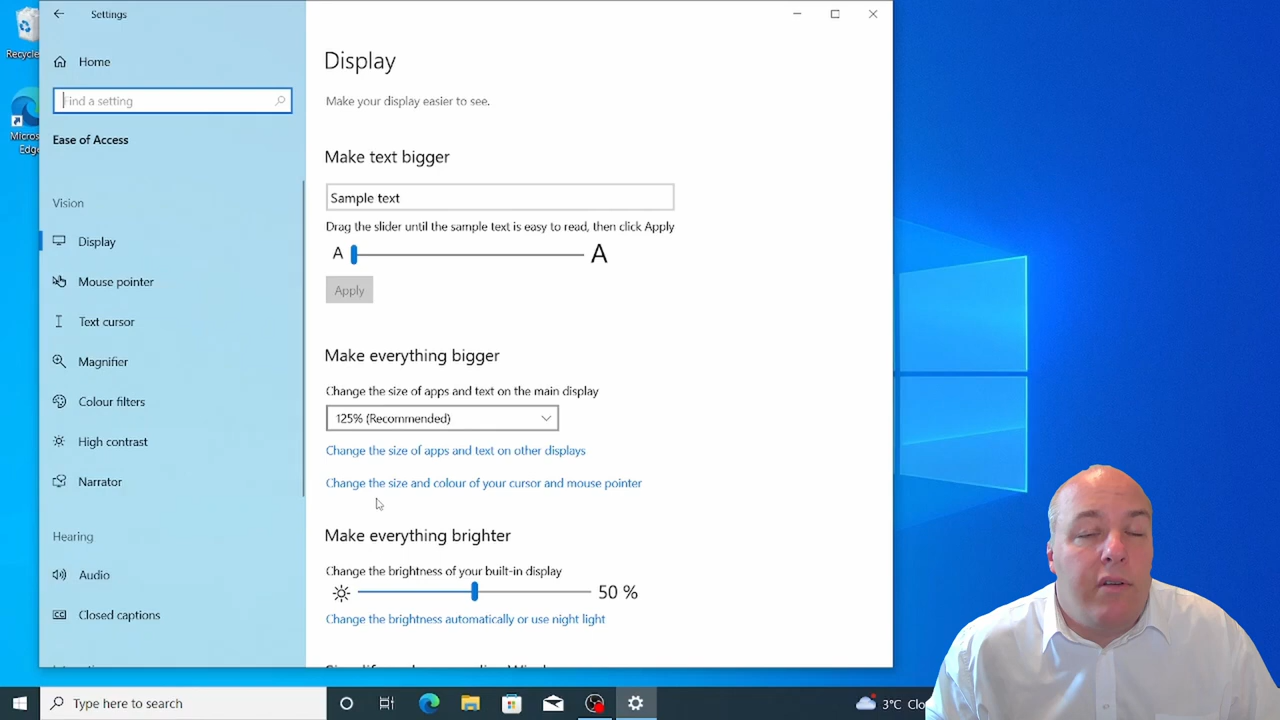 Settings
Home
Find a setting
Ease of Access
Vision
Display
Mouse pointer
Text cursor
Magnifier
Colour filters
High contrast
Narrator
Hearing
Audio
Closed captions
Display
Make your display easier to see.
Make text bigger
Sample text
Drag the slider until the sample text is easy to read, then click Apply
A A
Apply
Make everything bigger
Change the size of apps and text on the main display
125% (Recommended)
Change the size of apps and text on other displays
Change the size and colour of your cursor and mouse pointer
Make everything brighter
Change the brightness of your built-in display
50 %
Change the brightness automatically or use night light
Recycle
Micros
Edge
Type here to search
3°C Clo